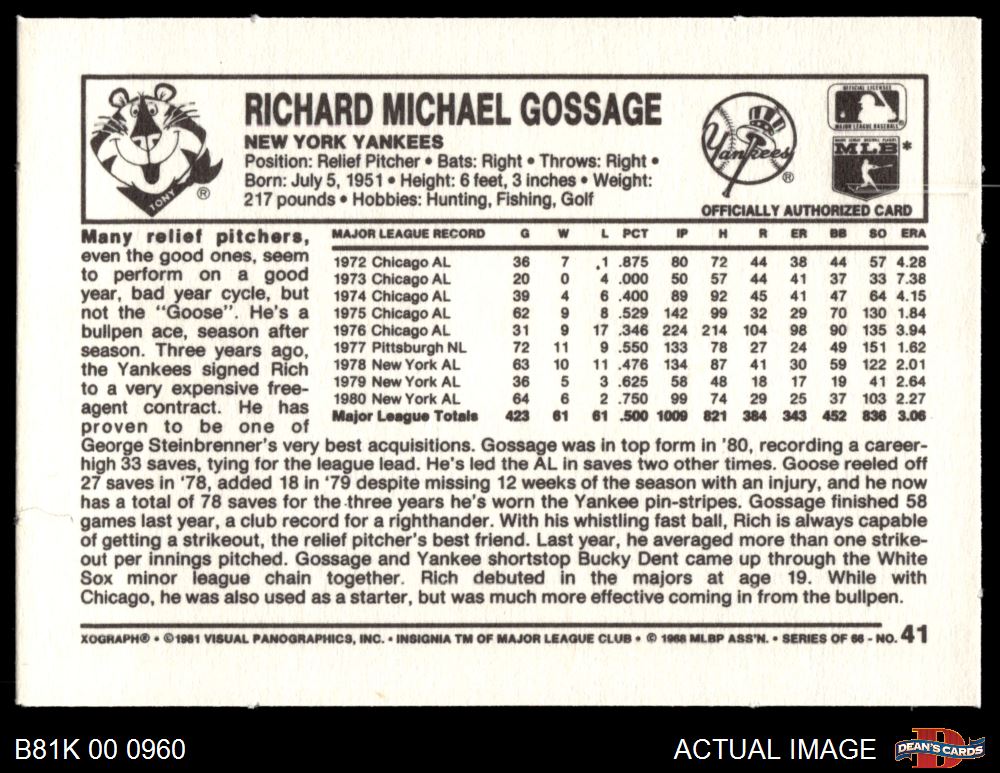 RICHARD MICHAEL GOSSAGE
NEW YORK YANKEES
Position: Relief Pitcher • Bats: Right • Throws: Right •
Born: July 5, 1951 • Height: 6 feet, 3 inches • Weight:
217 pounds • Hobbies: Hunting, Fishing, Golf
TONY ®
Yankees ®
OFFICIAL LICENSEE
MAJOR LEAGUE BASEBALL ®
MAJOR LEAGUE BASEBALL PLAYERS
MLB *
OFFICIALLY AUTHORIZED CARD
MAJOR LEAGUE RECORD G W L PCT IP H R ER BB SO ERA
1972 Chicago AL 36 7 .1 .875 80 72 44 38 44 57 4.28
1973 Chicago AL 20 0 4 .000 50 57 44 41 37 33 7.38
1974 Chicago AL 39 4 6 .400 89 92 45 41 47 64 4.15
1975 Chicago AL 62 9 8 .529 142 99 32 29 70 130 1.84
1976 Chicago AL 31 9 17 .346 224 214 104 98 90 135 3.94
1977 Pittsburgh NL 72 11 9 .550 133 78 27 24 49 151 1.62
1978 New York AL 63 10 11 .476 134 87 41 30 59 122 2.01
1979 New York AL 36 5 3 .625 58 48 18 17 19 41 2.64
1980 New York AL 64 6 2 .750 99 74 29 25 37 103 2.27
Major League Totals 423 61 61 .500 1009 821 384 343 452 836 3.06
Many relief pitchers,
even the good ones, seem
to perform on a good
year, bad year cycle, but
not the "Goose". He's a
bullpen ace, season after
season. Three years ago,
the Yankees signed Rich
to a very expensive free-
agent contract. He has
proven to be one of
George Steinbrenner's very best acquisitions. Gossage was in top form in '80, recording a career-
high 33 saves, tying for the league lead. He's led the AL in saves two other times. Goose reeled off
27 saves in '78, added 18 in '79 despite missing 12 weeks of the season with an injury, and he now
has a total of 78 saves for the three years he's worn the Yankee pin-stripes. Gossage finished 58
games last year, a club record for a righthander. With his whistling fast ball, Rich is always capable
of getting a strikeout, the relief pitcher's best friend. Last year, he averaged more than one strike-
out per innings pitched. Gossage and Yankee shortstop Bucky Dent came up through the White
Sox minor league chain together. Rich debuted in the majors at age 19. While with
Chicago, he was also used as a starter, but was much more effective coming in from the bullpen.
XOGRAPH® • ©1981 VISUAL PANOGRAPHICS, INC. • INSIGNIA TM OF MAJOR LEAGUE CLUB • © 1968 MLBP ASS'N. • SERIES OF 66 - NO. 41
B81K 00 0960
ACTUAL IMAGE
DEAN'S CARDS